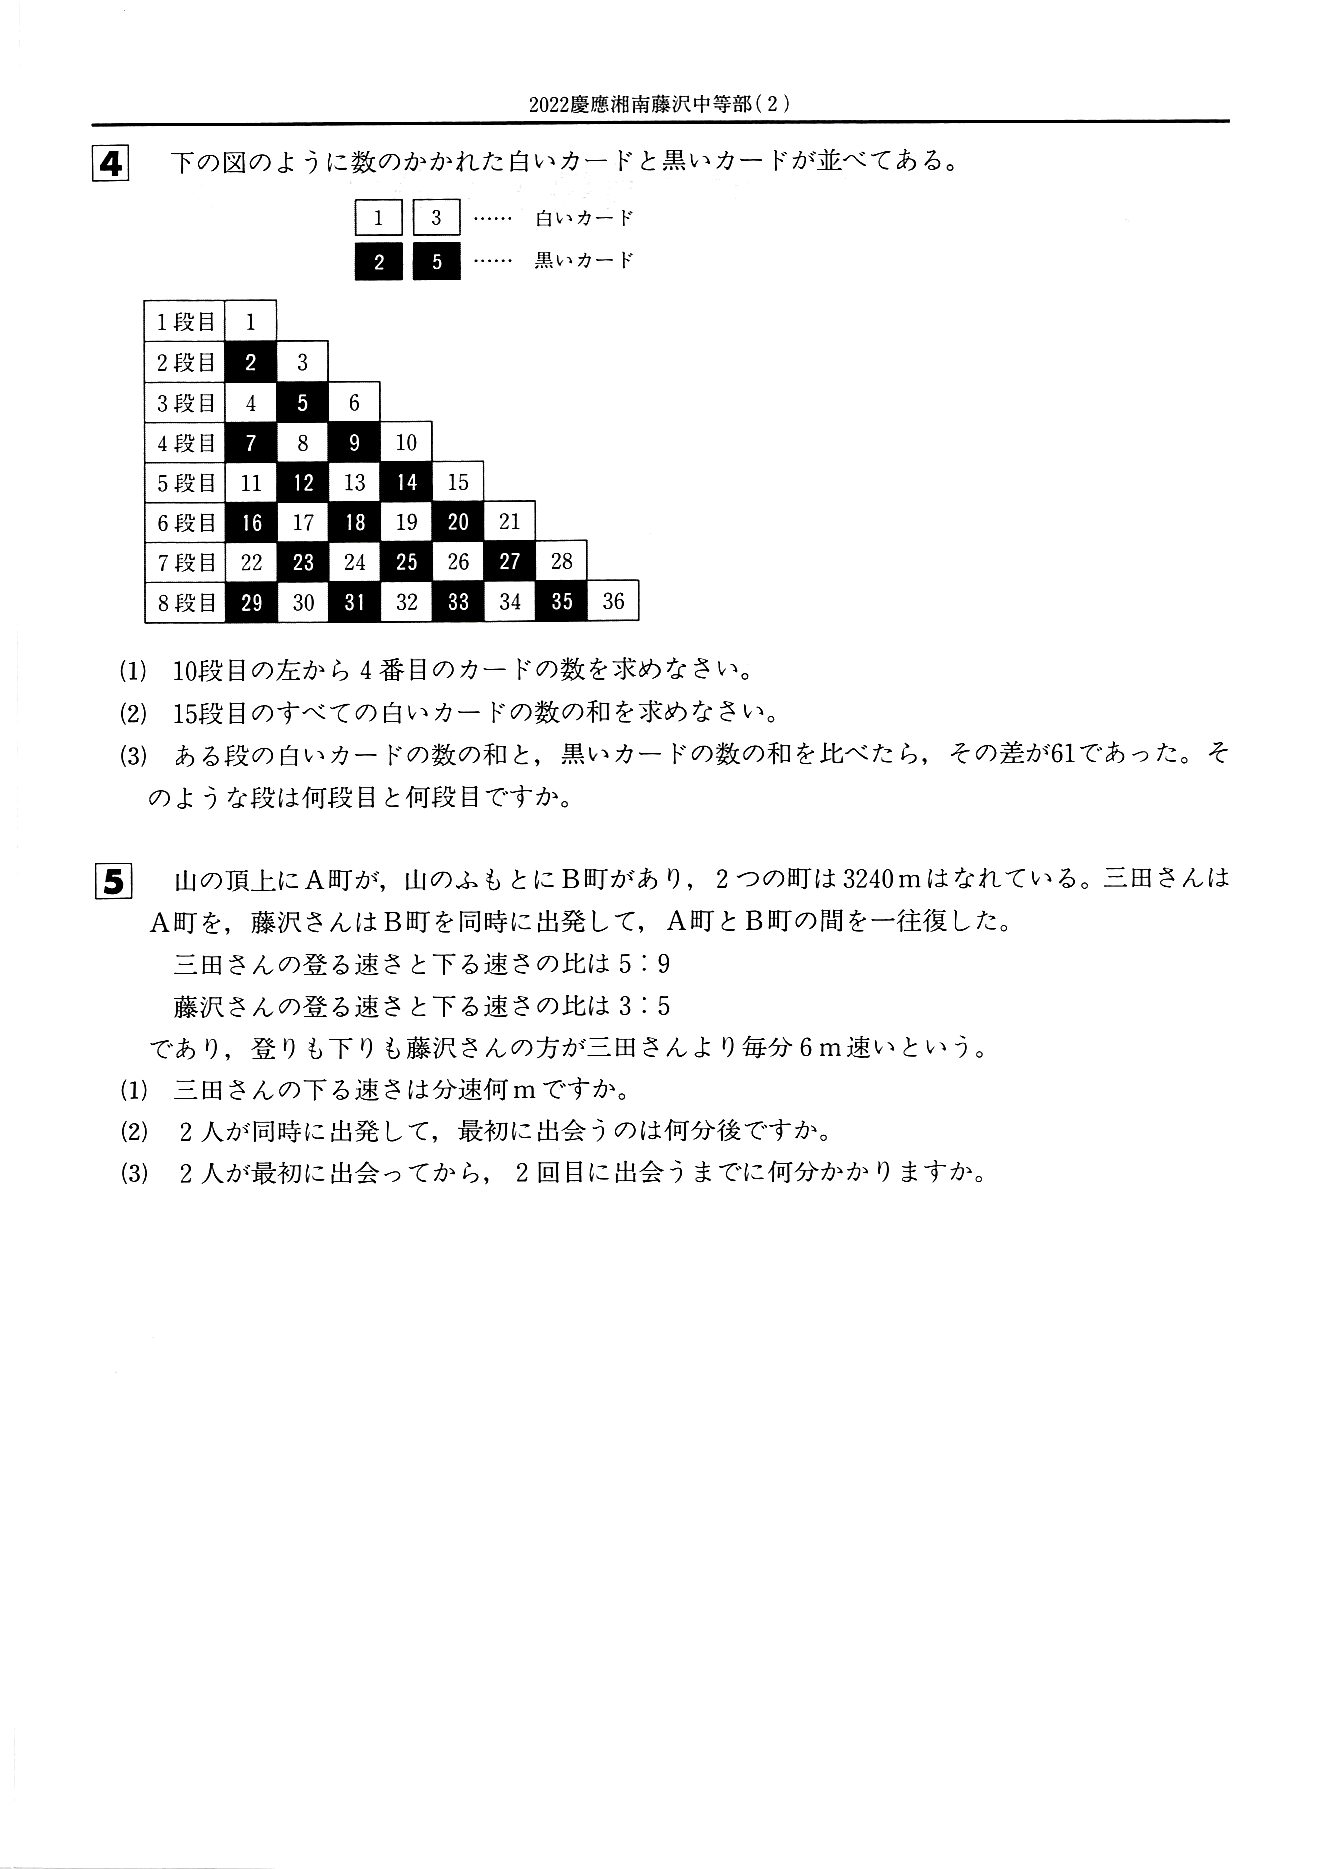 2022慶應湘南藤沢中等部(2)
4 下の図のように数のかかれた白いカードと黒いカードが並べてある。
1 3 …… 白いカード
2 5 …… 黒いカード
1段目 1
2段目 2 3
3段目 4 5 6
4段目 7 8 9 10
5段目 11 12 13 14 15
6段目 16 17 18 19 20 21
7段目 22 23 24 25 26 27 28
8段目 29 30 31 32 33 34 35 36
(1) 10段目の左から4番目のカードの数を求めなさい。
(2) 15段目のすべての白いカードの数の和を求めなさい。
(3) ある段の白いカードの数の和と，黒いカードの数の和を比べたら，その差が61であった。そ
のような段は何段目と何段目ですか。
5 山の頂上にA町が，山のふもとにB町があり，2つの町は3240mはなれている。三田さんは
A町を，藤沢さんはB町を同時に出発して，A町とB町の間を一往復した。
三田さんの登る速さと下る速さの比は5：9
藤沢さんの登る速さと下る速さの比は3：5
であり，登りも下りも藤沢さんの方が三田さんより毎分6m速いという。
(1) 三田さんの下る速さは分速何mですか。
(2) 2人が同時に出発して，最初に出会うのは何分後ですか。
(3) 2人が最初に出会ってから，2回目に出会うまでに何分かかりますか。